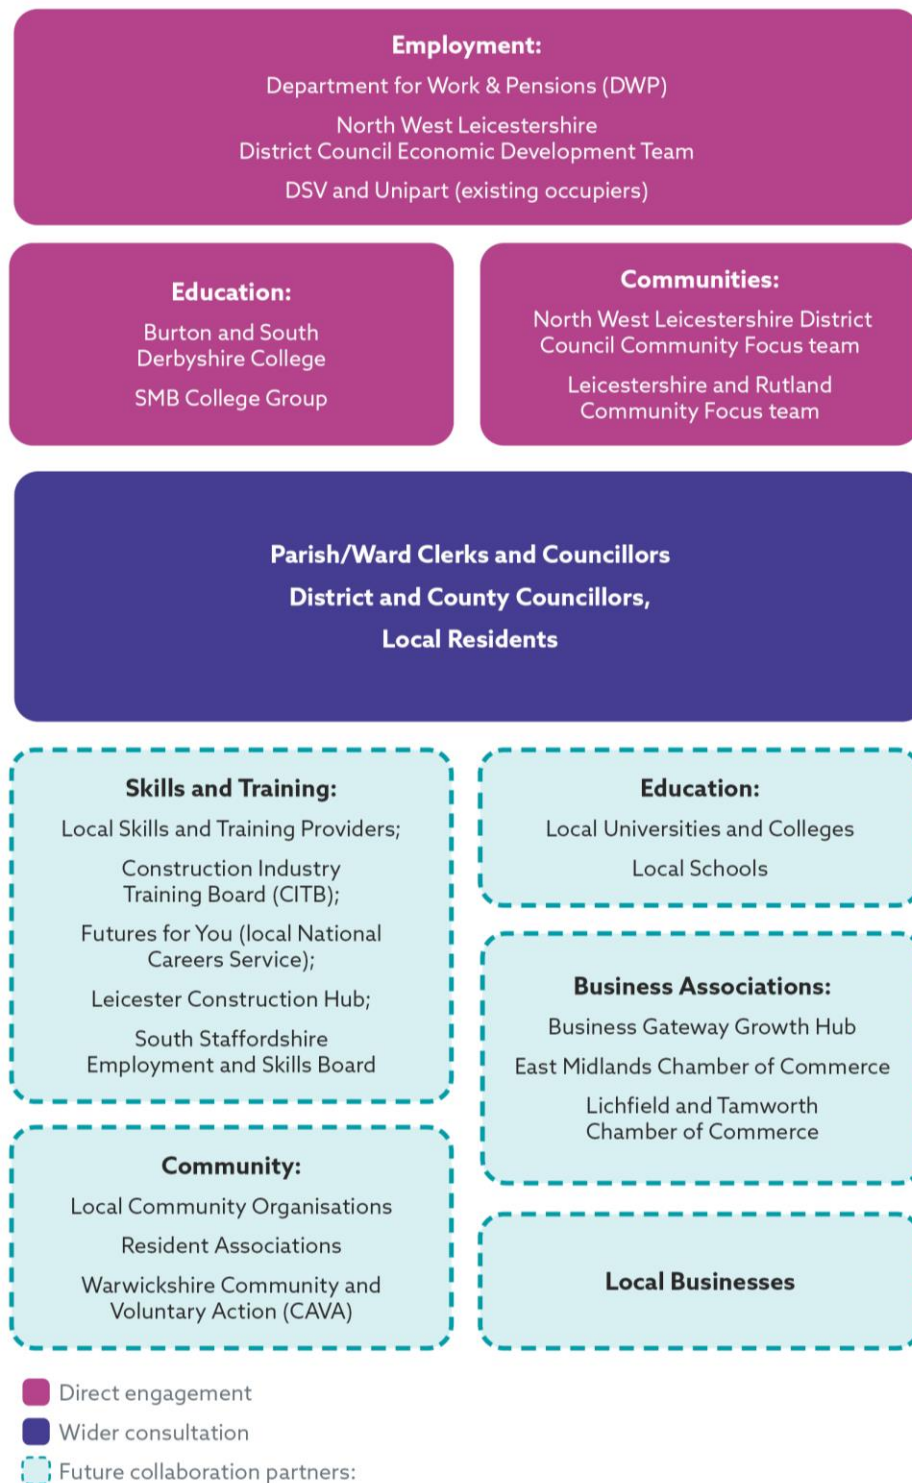 Employment:
Department for Work & Pensions (DWP)
North West Leicestershire
District Council Economic Development Team
DSV and Unipart (existing occupiers)
Education:
Burton and South
Derbyshire College
SMB College Group
Communities:
North West Leicestershire District
Council Community Focus team
Leicestershire and Rutland
Community Focus team
Parish/Ward Clerks and Councillors
District and County Councillors,
Local Residents
Skills and Training:
Local Skills and Training Providers;
Construction Industry
Training Board (CITB);
Futures for You (local National
Careers Service);
Leicester Construction Hub;
South Staffordshire
Employment and Skills Board
Community:
Local Community Organisations
Resident Associations
Warwickshire Community and
Voluntary Action (CAVA)
Education:
Local Universities and Colleges
Local Schools
Business Associations:
Business Gateway Growth Hub
East Midlands Chamber of Commerce
Lichfield and Tamworth
Chamber of Commerce
Local Businesses
Direct engagement
Wider consultation
Future collaboration partners: